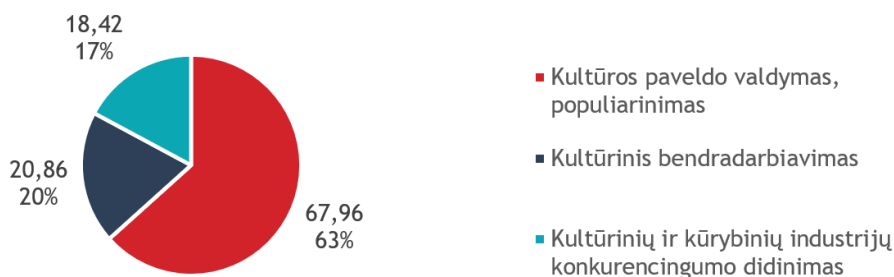 18,42
17%
20,86
20%
67,96
63%
Kultūros paveldo valdymas,
populiarinimas
Kultūrinis bendradarbiavimas
Kultūrinių ir kūrybinių industrijų
konkurencingumo didinimas